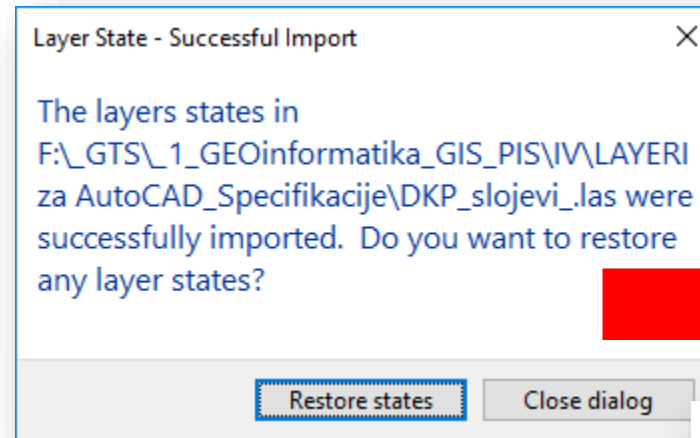 Layer State - Successful Import
The layers states in
F:\_GTS\_1_GEOinformatika_GIS_PIS\IV\LAYERI
za AutoCAD_Specifikacije\DKP_slojevi_.las were
successfully imported.  Do you want to restore
any layer states?
Restore states
Close dialog